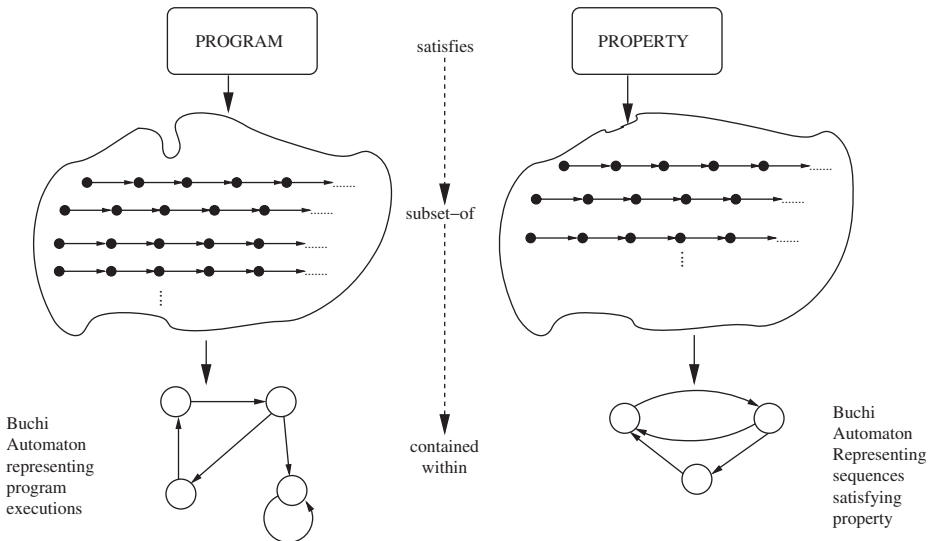 PROGRAM
satisfies
PROPERTY
subset–of
Buchi
Automaton
representing
program
executions
contained
within
Buchi
Automaton
Representing
sequences
satisfying
property